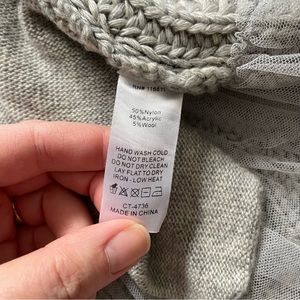 50%Nylon
45%Acrylic
5%Wool
HAND WASH COLD
DO NOT BLEACH
DO NOT DRY CLEAN
LAY FLAT TO DRY
IRON - LOW HEAT
CT-4736
MADE IN CHINA